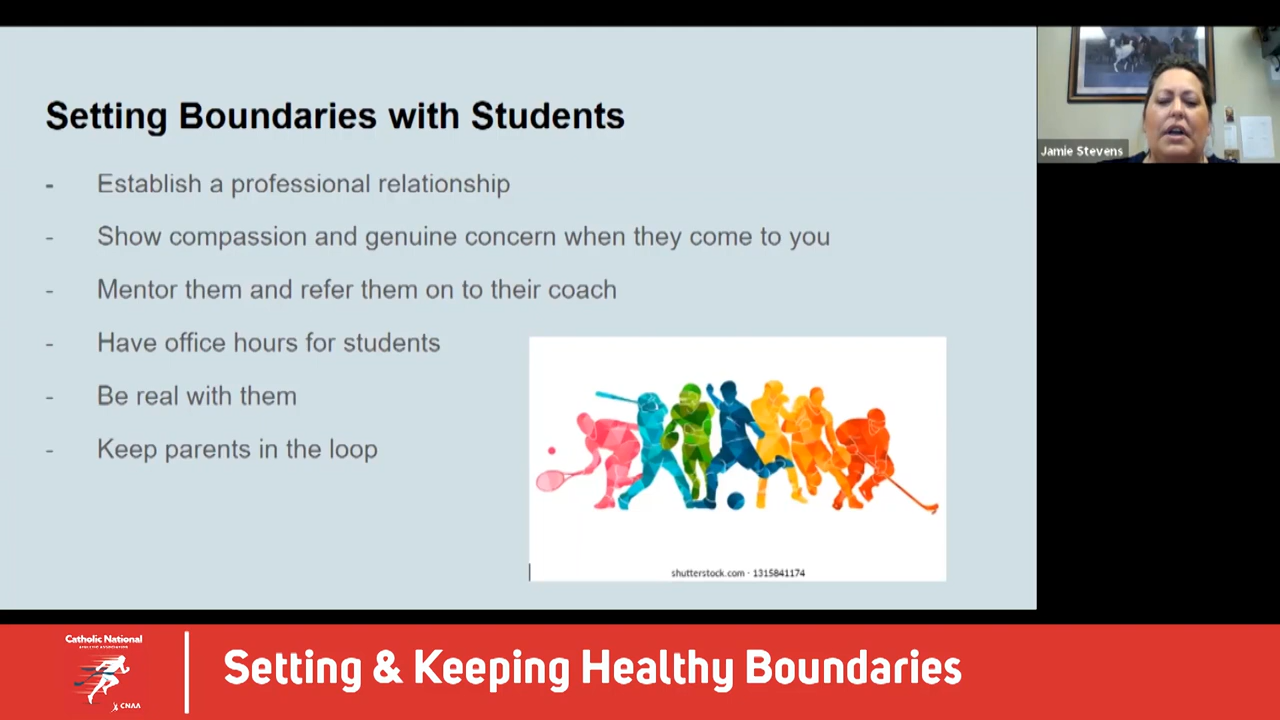 Setting Boundaries with Students
- Establish a professional relationship
- Show compassion and genuine concern when they come to you
- Mentor them and refer them on to their coach
- Have office hours for students
- Be real with them
- Keep parents in the loop
shutterstock.com · 1315841174
Jamie Stevens
Catholic National
ATHLETIC ASSOCIATION
CNAA
Setting & Keeping Healthy Boundaries